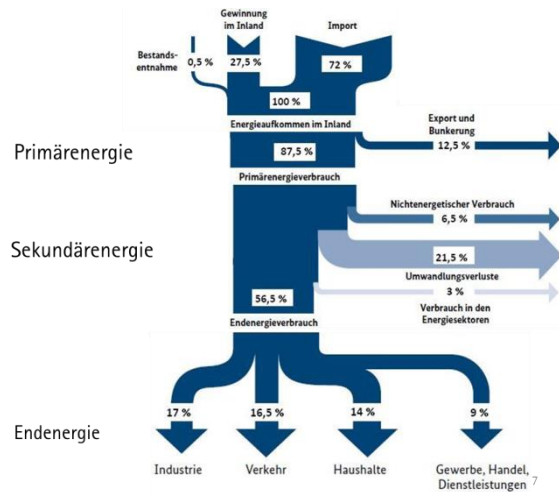 Gewinnung
im Inland
Import
Bestands-
entnahme
0,5 %
27,5 %
72 %
100 %
Energieaufkommen im Inland
Export und
Bunkerung
12,5 %
Primärenergie
87,5 %
Primärenergieverbrauch
Nichtenergetischer Verbrauch
6,5 %
Sekundärenergie
21,5 %
Umwandlungsverluste
3 %
Verbrauch in den
Energiesektoren
56,5 %
Endenergieverbrauch
17 %
16,5 %
14 %
9 %
Endenergie
Industrie
Verkehr
Haushalte
Gewerbe, Handel,
Dienstleistungen
7